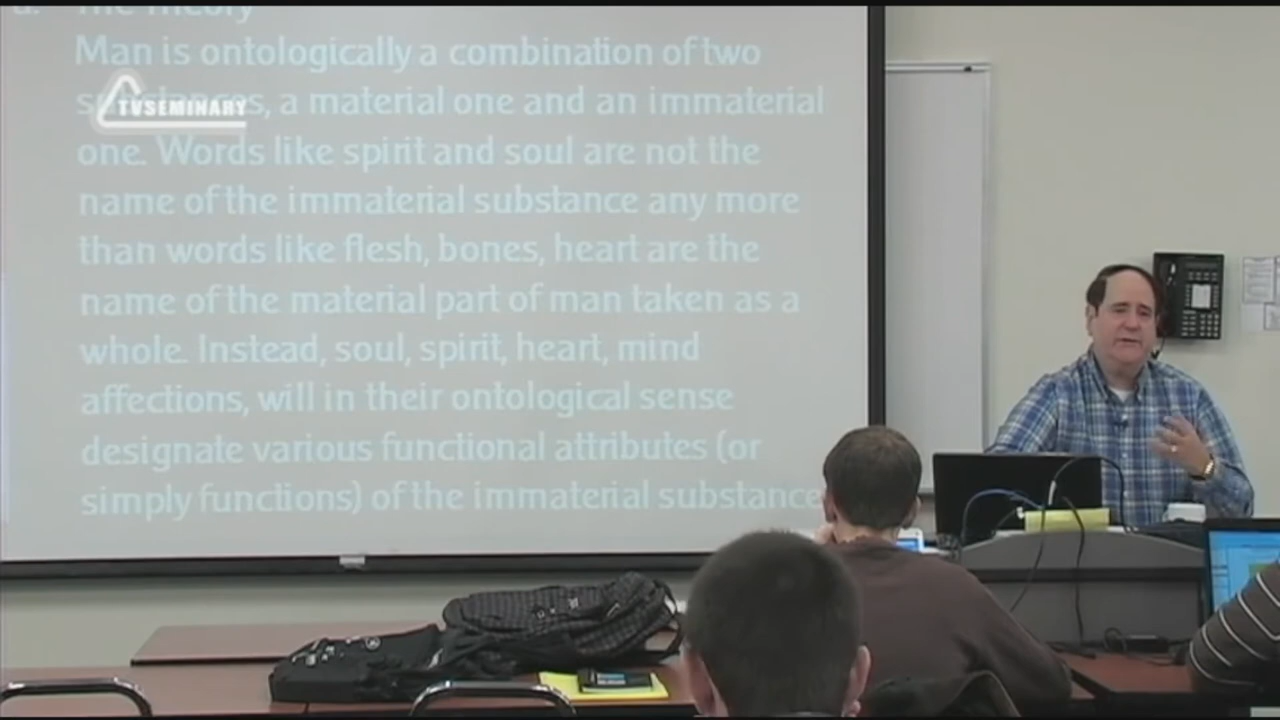 a. The Theory
Man is ontologically a combination of two
substances, a material one and an immaterial
TVSEMINARY
one. Words like spirit and soul are not the
name of the immaterial substance any more
than words like flesh, bones, heart are the
name of the material part of man taken as a
whole. Instead, soul, spirit, heart, mind
affections, will in their ontological sense
designate various functional attributes (or
simply functions) of the immaterial substance